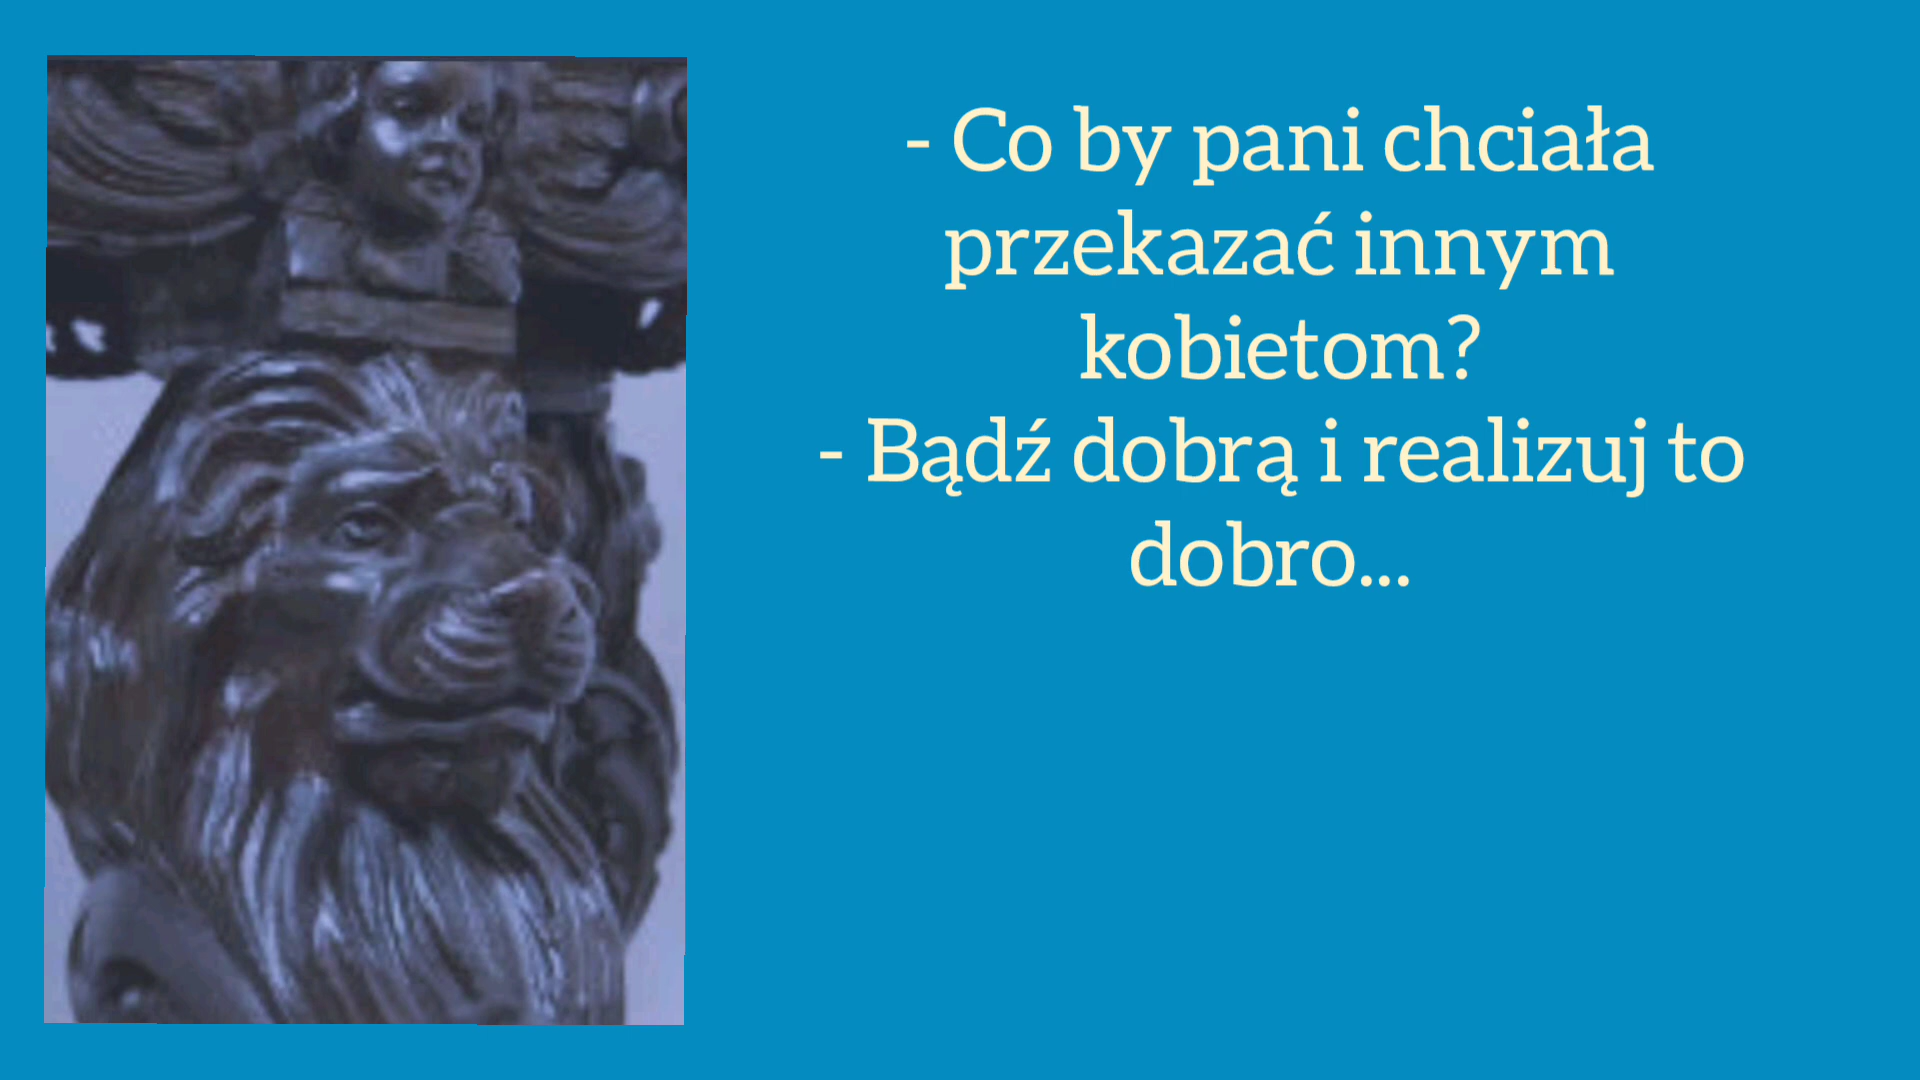 - Co by pani chciała
przekazać innym
kobietom?
- Bądź dobrą i realizuj to
dobro...